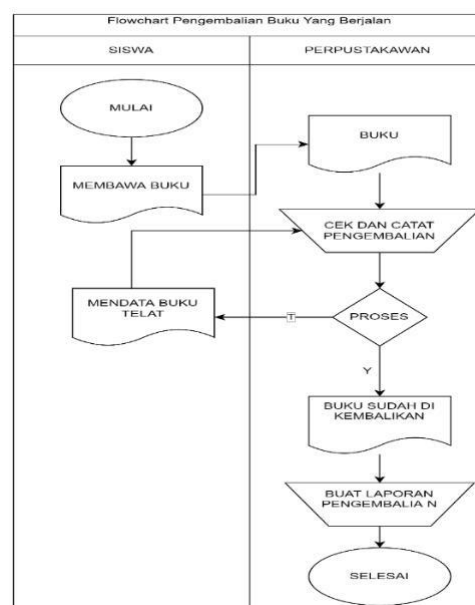 Flowchart Pengembalian Buku Yang Berjalan
SISWA
PERPUSTAKAWAN
MULAI
BUKU
MEMBAWA BUKU
CEK DAN CATAT
PENGEMBALIAN
MENDATA BUKU
TELAT
T
PROSES
Y
BUKU SUDAH DI
KEMBALIKAN
BUAT LAPORAN
PENGEMBALIA N
SELESAI